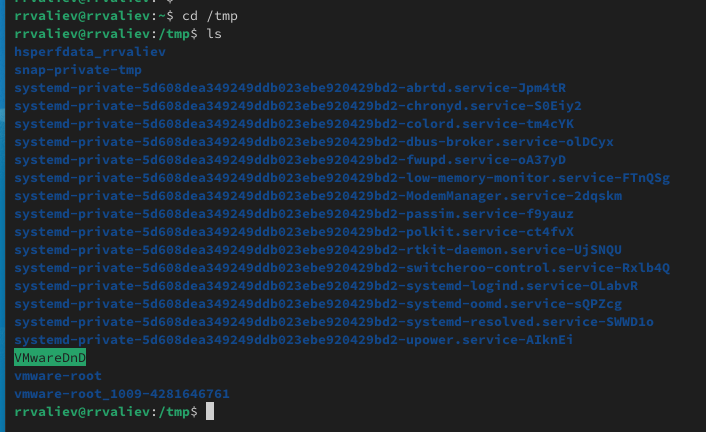 rrvaliev@rrvaliev:~$ cd /tmp
rrvaliev@rrvaliev:/tmp$ ls
hsperfdata_rrvaliev
snap-private-tmp
systemd-private-5d608dea349249ddb023ebe920429bd2-abrtd.service-Jpm4tR
systemd-private-5d608dea349249ddb023ebe920429bd2-chronyd.service-S0Eiy2
systemd-private-5d608dea349249ddb023ebe920429bd2-colord.service-tm4cYK
systemd-private-5d608dea349249ddb023ebe920429bd2-dbus-broker.service-olDCyx
systemd-private-5d608dea349249ddb023ebe920429bd2-fwupd.service-oA37yD
systemd-private-5d608dea349249ddb023ebe920429bd2-low-memory-monitor.service-FTnQSg
systemd-private-5d608dea349249ddb023ebe920429bd2-ModemManager.service-2dqskm
systemd-private-5d608dea349249ddb023ebe920429bd2-passim.service-f9yauz
systemd-private-5d608dea349249ddb023ebe920429bd2-polkit.service-ct4fvX
systemd-private-5d608dea349249ddb023ebe920429bd2-rtkit-daemon.service-UjSNQU
systemd-private-5d608dea349249ddb023ebe920429bd2-switcheroo-control.service-Rxlb4Q
systemd-private-5d608dea349249ddb023ebe920429bd2-systemd-logind.service-OLabvR
systemd-private-5d608dea349249ddb023ebe920429bd2-systemd-oomd.service-sQPZcg
systemd-private-5d608dea349249ddb023ebe920429bd2-systemd-resolved.service-SWWD1o
systemd-private-5d608dea349249ddb023ebe920429bd2-upower.service-AIknEi
VMwareDnD
vmware-root
vmware-root_1009-4281646761
rrvaliev@rrvaliev:/tmp$